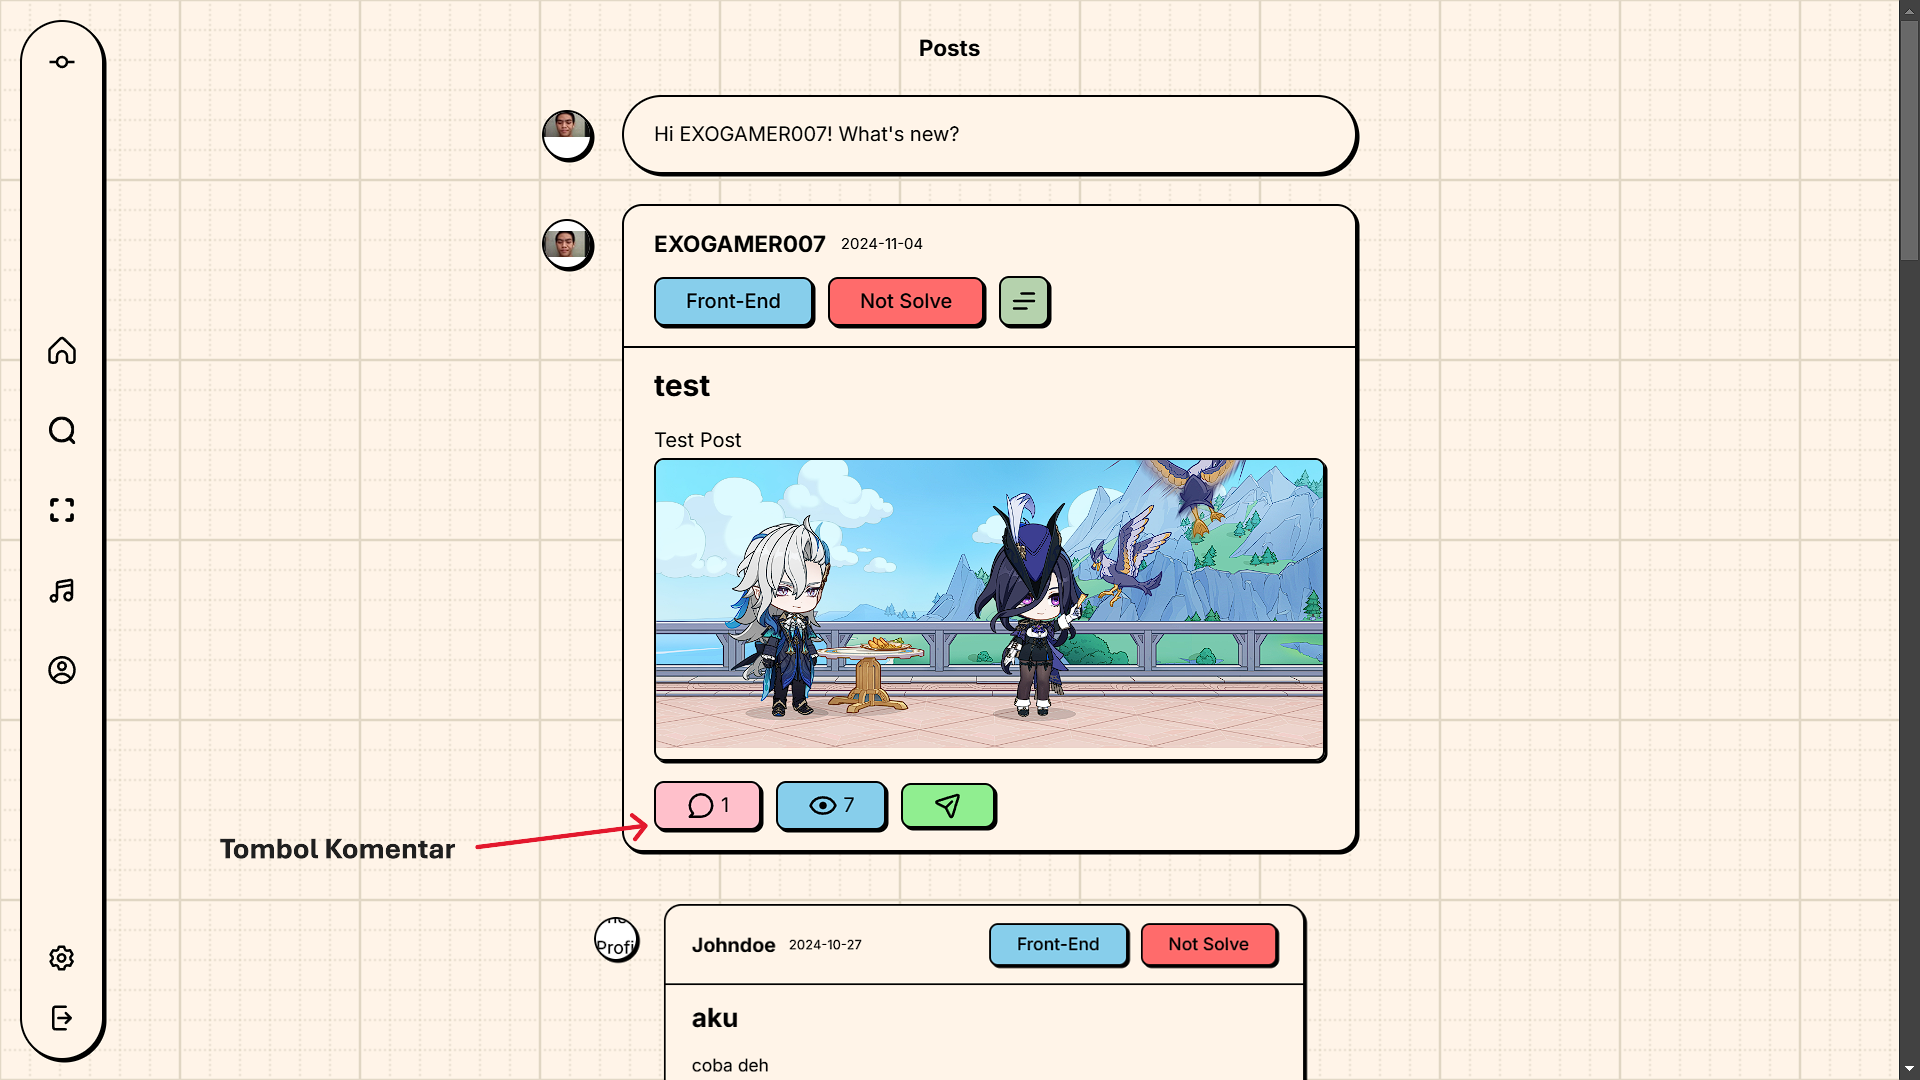 Posts
Hi EXOGAMER007! What's new?
EXOGAMER007 2024-11-04
Front-End Not Solve
test
Test Post
1 7
Tombol Komentar
Profi
Johndoe 2024-10-27 Front-End Not Solve
aku
coba deh